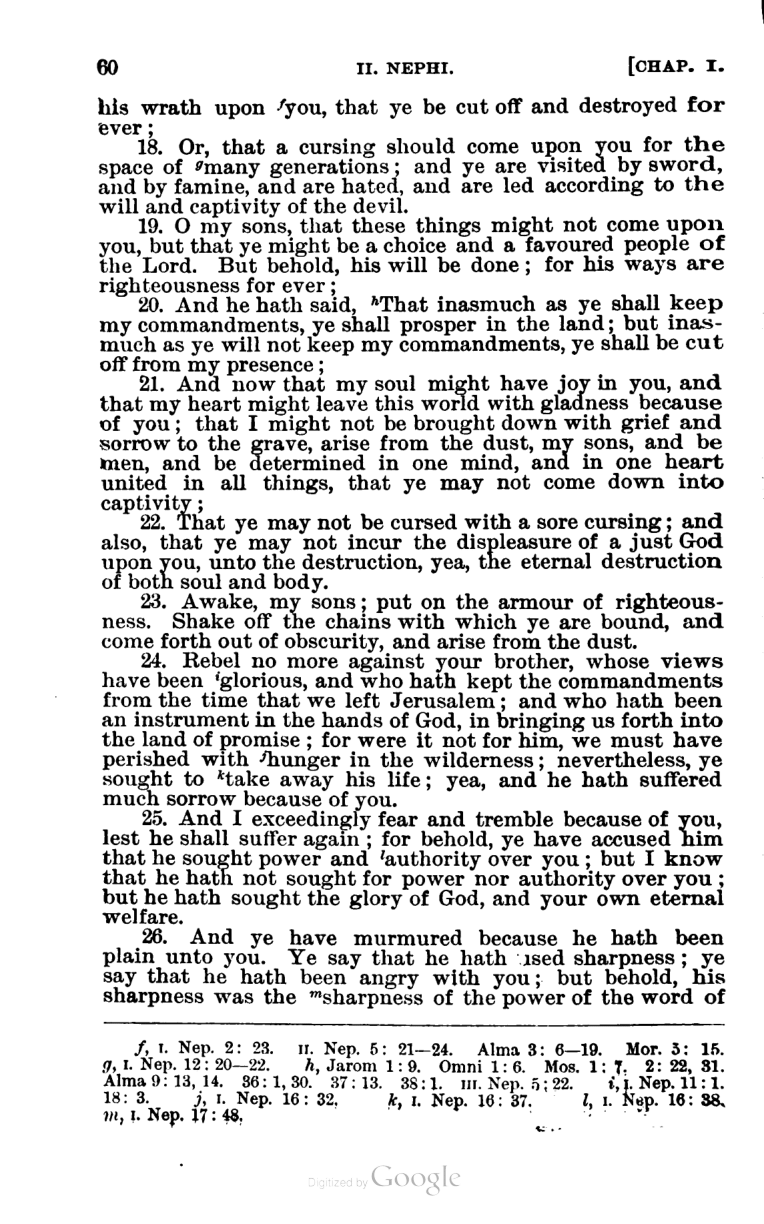 60 II. NEPHI. [CHAP. I.
his wrath upon f you, that ye be cut off and destroyed for
ever;
18. Or, that a cursing should come upon you for the
space of g many generations; and ye are visited by sword,
and by famine, and are hated, and are led according to the
will and captivity of the devil.
19. O my sons, that these things might not come upon
you, but that ye might be a choice and a favoured people of
the Lord. But behold, his will be done; for his ways are
righteousness for ever;
20. And he hath said, h That inasmuch as ye shall keep
my commandments, ye shall prosper in the land; but inas-
much as ye will not keep my commandments, ye shall be cut
off from my presence;
21. And now that my soul might have joy in you, and
that my heart might leave this world with gladness because
of you; that I might not be brought down with grief and
sorrow to the grave, arise from the dust, my sons, and be
men, and be determined in one mind, and in one heart
united in all things, that ye may not come down into
captivity;
22. That ye may not be cursed with a sore cursing; and
also, that ye may not incur the displeasure of a just God
upon you, unto the destruction, yea, the eternal destruction
of both soul and body.
23. Awake, my sons; put on the armour of righteous-
ness. Shake off the chains with which ye are bound, and
come forth out of obscurity, and arise from the dust.
24. Rebel no more against your brother, whose views
have been i glorious, and who hath kept the commandments
from the time that we left Jerusalem; and who hath been
an instrument in the hands of God, in bringing us forth into
the land of promise; for were it not for him, we must have
perished with j hunger in the wilderness; nevertheless, ye
sought to k take away his life; yea, and he hath suffered
much sorrow because of you.
25. And I exceedingly fear and tremble because of you,
lest he shall suffer again; for behold, ye have accused him
that he sought power and l authority over you; but I know
that he hath not sought for power nor authority over you;
but he hath sought the glory of God, and your own eternal
welfare.
26. And ye have murmured because he hath been
plain unto you. Ye say that he hath used sharpness; ye
say that he hath been angry with you; but behold, his
sharpness was the m sharpness of the power of the word of
f, I. Nep. 2: 23. II. Nep. 5: 21—24. Alma 3: 6—19. Mor. 5: 15.
g, I. Nep. 12: 20—22. h, Jarom 1: 9. Omni 1: 6. Mos. 1: 7. 2: 22, 31.
Alma 9: 13, 14. 36: 1, 30. 37: 13. 38: 1. III. Nep. 5: 22. i, I. Nep. 11: 1.
18: 3. j, I. Nep. 16: 32. k, I. Nep. 16: 37. l, I. Nep. 16: 38.
m, I. Nep. 17: 48.
Digitized by Google